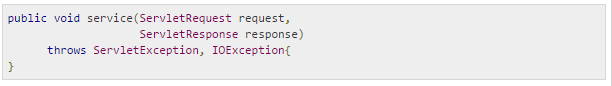 public void service(ServletRequest request,
                    ServletResponse response)
      throws ServletException, IOException{
}